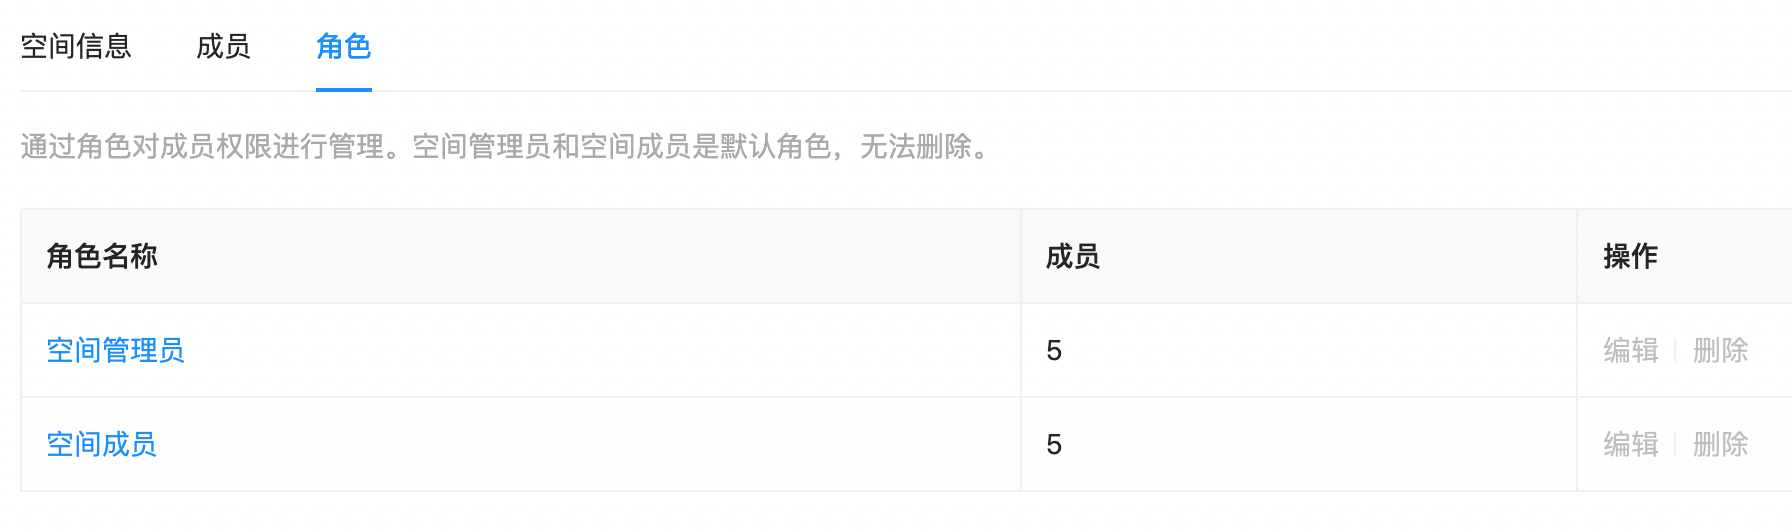 空间信息 成员 角色
通过角色对成员权限进行管理。空间管理员和空间成员是默认角色，无法删除。
角色名称 成员 操作
空间管理员 5 编辑 删除
空间成员 5 编辑 删除